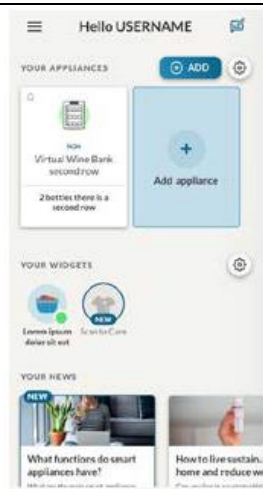 Hello USERNAME
YOUR APPLIANCES
ADD
Virtual Wine Bank
second row
2 bottles there is a
second row
Add appliance
YOUR WIDGETS
NEW
Lorem ipsum
dolor sit est
Scan to Care
YOUR NEWS
NEW
What functions do smart
appliances have?
How to live sustain.
home and reduce we